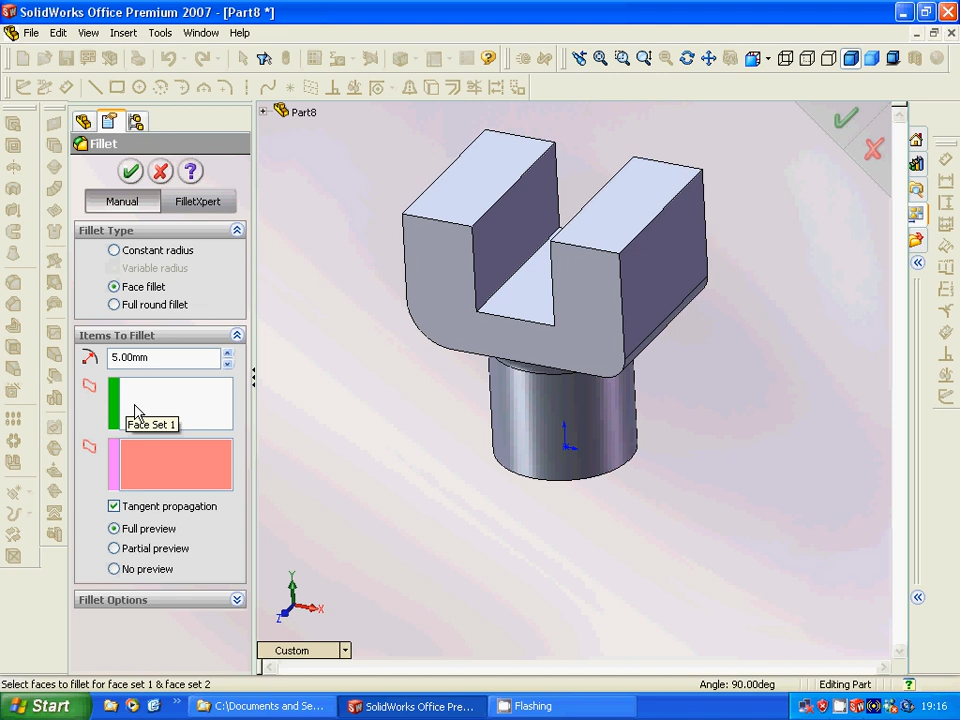 SolidWorks Office Premium 2007 - [Part8 *]
File Edit View Insert Tools Window Help
Part8
Fillet
Manual FilletXpert
Fillet Type
Constant radius
Variable radius
Face fillet
Full round fillet
Items To Fillet
5.00mm
Face Set 1
Tangent propagation
Full preview
Partial preview
No preview
Fillet Options
Y
X
Z
Custom
Select faces to fillet for face set 1 & face set 2
Angle: 90.00deg
Editing Part
Start
C:\Documents and Se...
SolidWorks Office Pre...
Flashing
19:16